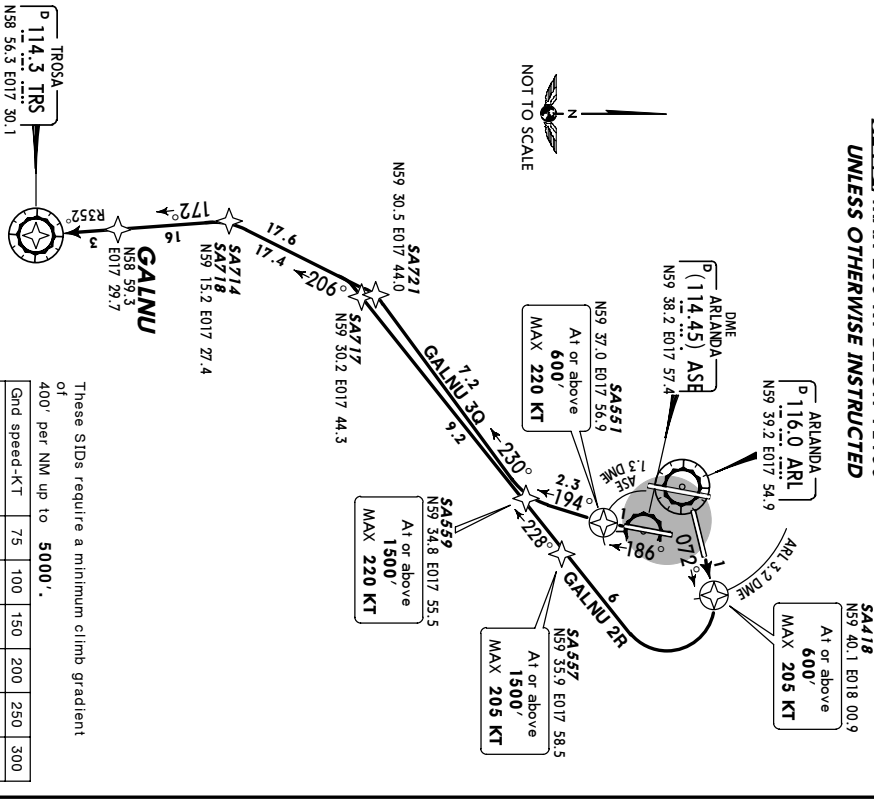 UNLESS OTHERWISE INSTRUCTED
ARLANDA
D 116.0 ARL
N59 39.2 E017 54.9
DME
ARLANDA
D (114.45) ASE
N59 38.2 E017 57.4
SA418
N59 40.1 E018 00.9
At or above
600'
MAX 205 KT
ARL 3.2 DME
1
072°
ASE
1.3 DME
186°
1
SA551
N59 37.0 E017 56.9
At or above
600'
MAX 220 KT
2.3
194°
SA557
N59 35.9 E017 58.5
At or above
1500'
MAX 205 KT
6
GALNU 2R
228°
SA559
N59 34.8 E017 55.5
At or above
1500'
MAX 220 KT
230°
7.2
GALNU 3Q
9.2
SA721
N59 30.5 E017 44.0
SA717
N59 30.2 E017 44.3
206°
17.6
17.4
SA714
SA718
N59 15.2 E017 27.4
172°
16
GALNU
N58 59.3
E017 29.7
R352°
3
TROSA
D 114.3 TRS
N58 56.3 E017 30.1
N
NOT TO SCALE
These SIDs require a minimum climb gradient
of
400' per NM up to 5000'.
Gnd speed-KT 75 100 150 200 250 300